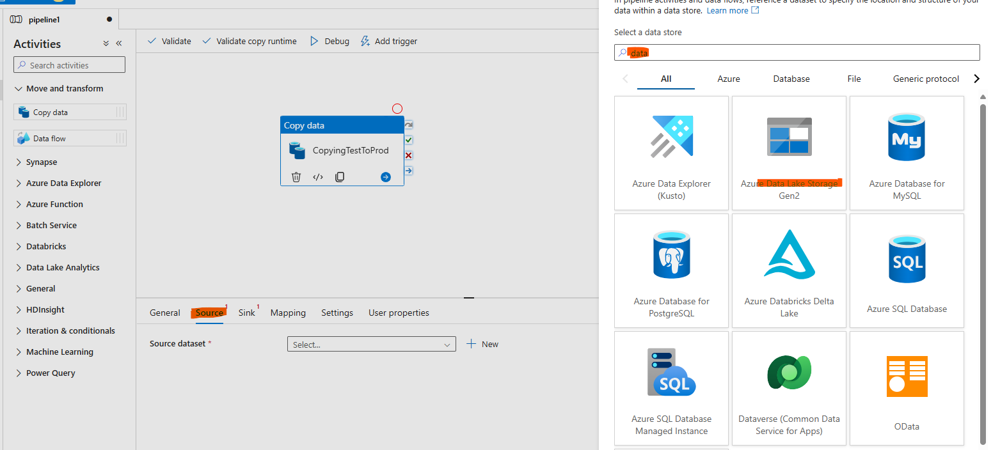 In pipeline activities and data flows, reference a dataset to specify the location and structure of your
data within a data store. Learn more
pipeline1
Activities
Search activities
Move and transform
Copy data
Data flow
Synapse
Azure Data Explorer
Azure Function
Batch Service
Databricks
Data Lake Analytics
General
HDInsight
Iteration & conditionals
Machine Learning
Power Query
Validate
Validate copy runtime
Debug
Add trigger
Copy data
CopyingTestToProd
General
Source 1
Sink 1
Mapping
Settings
User properties
Source dataset *
Select...
New
Select a data store
data
All
Azure
Database
File
Generic protocol
Azure Data Explorer
(Kusto)
Azure Data Lake Storage
Gen2
My
Azure Database for
MySQL
Azure Database for
PostgreSQL
Azure Databricks Delta
Lake
SQL
Azure SQL Database
SQL
Azure SQL Database
Managed Instance
Dataverse (Common Data
Service for Apps)
OData